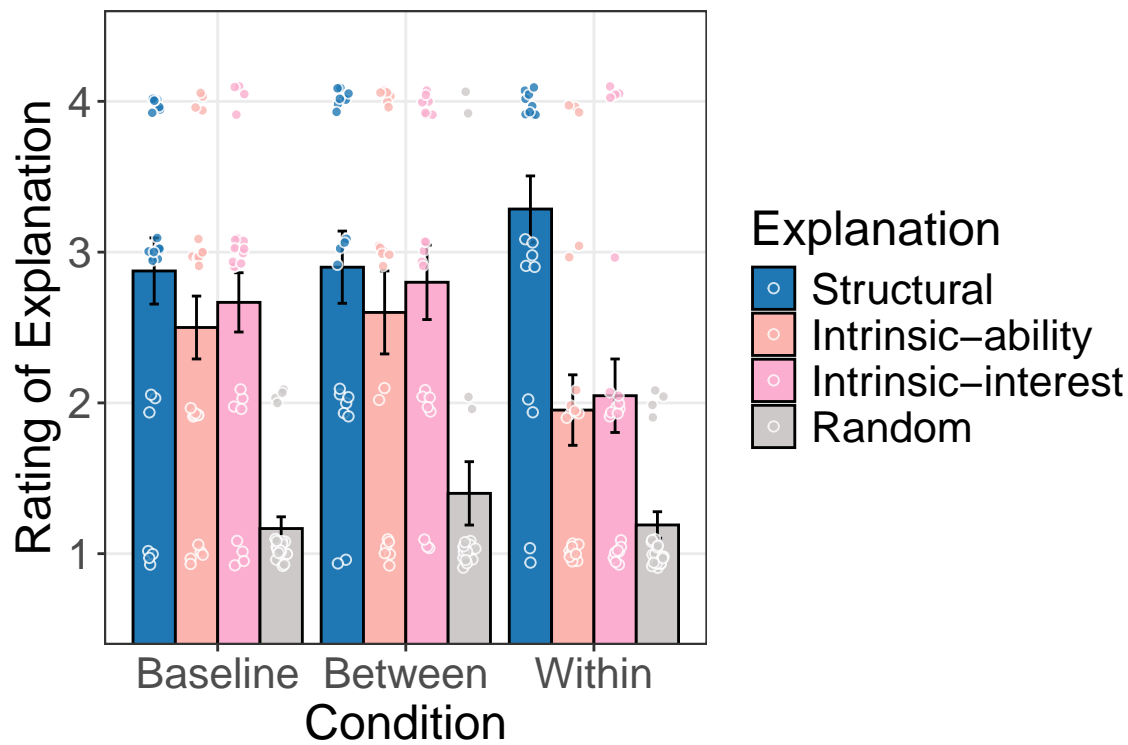 Rating of Explanation
4
3
2
1
Baseline
Between
Within
Condition
Explanation
Structural
Intrinsic−ability
Intrinsic−interest
Random